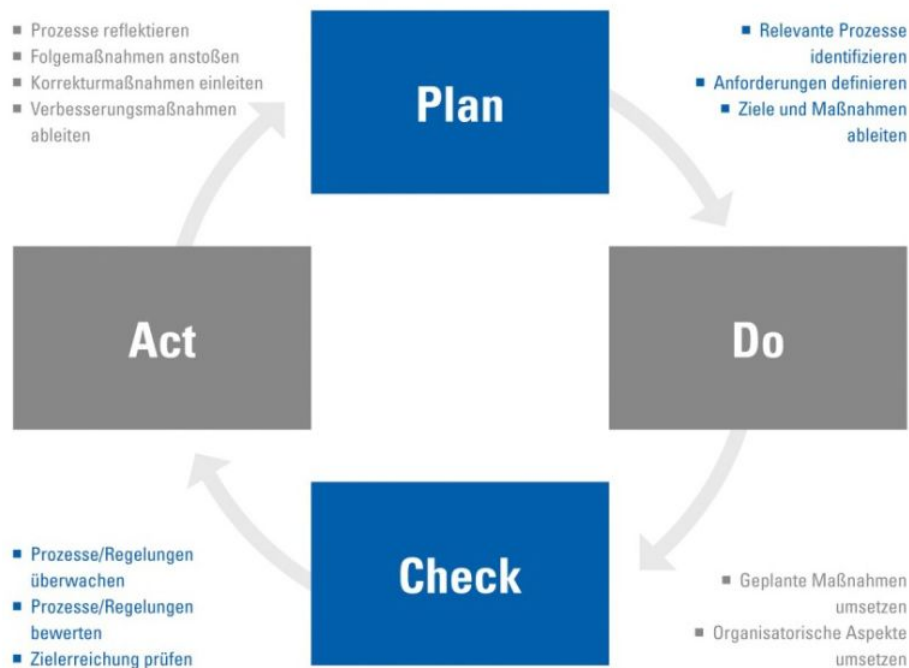 ■ Prozesse reflektieren
■ Folgemaßnahmen anstoßen
■ Korrekturmaßnahmen einleiten
■ Verbesserungsmaßnahmen
ableiten
Plan
■ Relevante Prozesse
identifizieren
■ Anforderungen definieren
■ Ziele und Maßnahmen
ableiten
Act
Do
■ Prozesse/Regelungen
überwachen
■ Prozesse/Regelungen
bewerten
■ Zielerreichung prüfen
Check
■ Geplante Maßnahmen
umsetzen
■ Organisatorische Aspekte
umsetzen